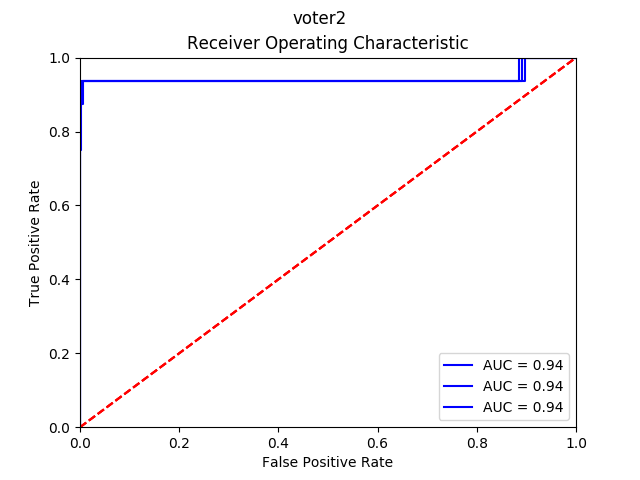 voter2
Receiver Operating Characteristic
1.0
0.8
0.6
0.4
0.2
0.0
True Positive Rate
AUC = 0.94
AUC = 0.94
AUC = 0.94
0.0 0.2 0.4 0.6 0.8 1.0
False Positive Rate